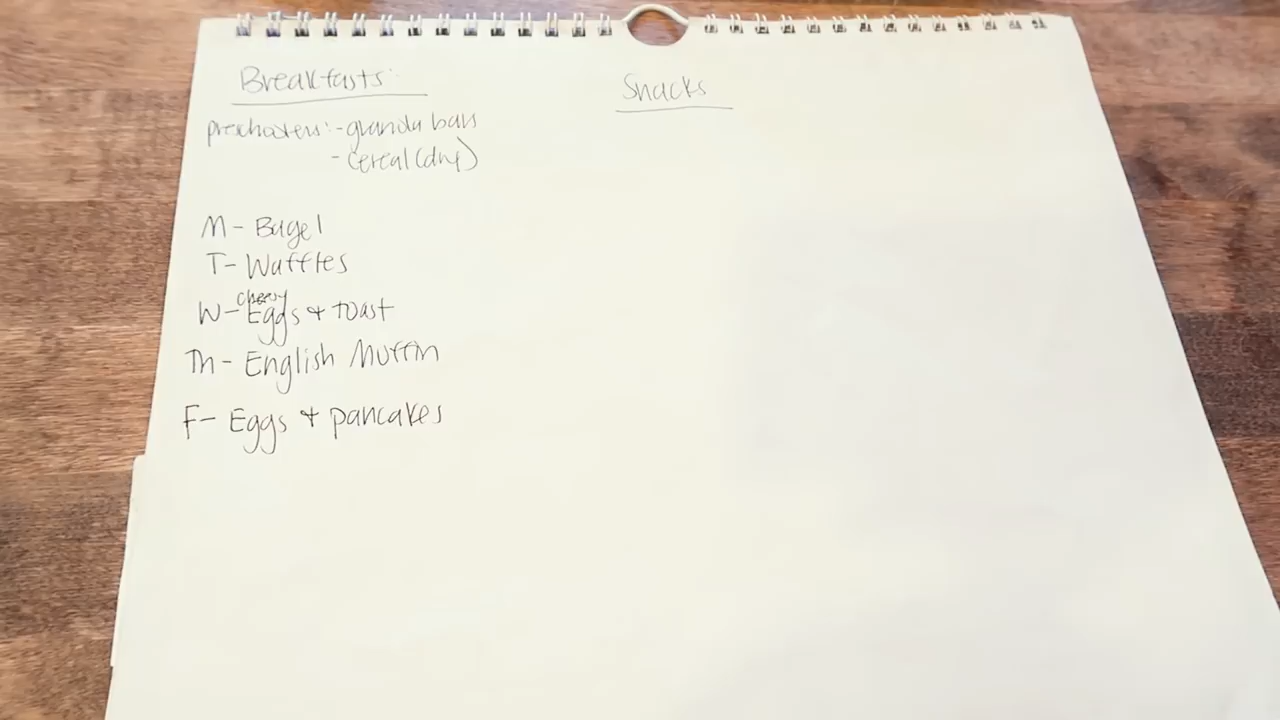 Breakfasts:
Snacks
preschoolers: - granola bars
- cereal (dry)
M - Bagel
T - Waffles
cheesy
W - Eggs + toast
Th - English Muffin
F - Eggs + pancakes